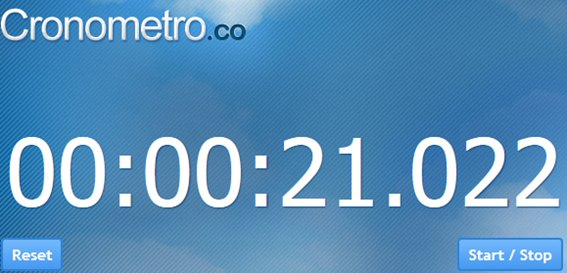 Cronometro.co
00:00:21.022
Reset
Start / Stop